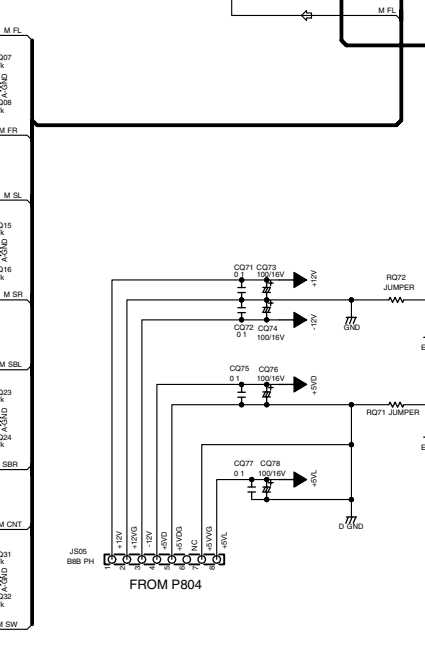 M FL
M FL
Q07
k
A-GND
Q08
k
M FR
M SL
Q15
k
A-GND
Q16
k
M SR
M SBL
Q23
k
A-GND
Q24
k
SBR
M CNT
Q31
k
A-GND
Q32
k
M SW
CQ71 CQ73
0 1 100/16V
+12V
CQ72 CQ74
0 1 100/16V
-12V
GND
RQ72
JUMPER
CQ75 CQ76
0 1 100/16V
+5VD
RQ71 JUMPER
E
E
CQ77 CQ78
0 1 100/16V
+5VL
D GND
JS05
B8B PH
+12V
+12VG
-12V
+5VD
+5VDG
NC
+5VVG
+5VL
1 2 3 4 5 6 7 8
FROM P804